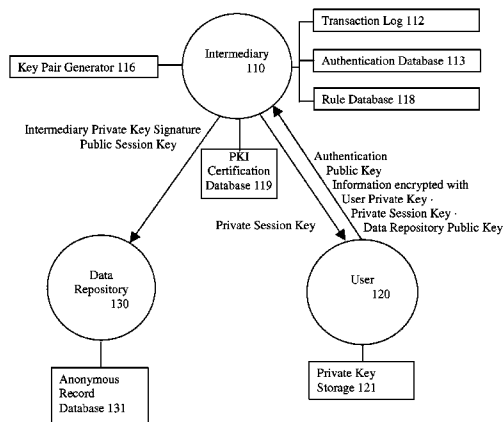 Transaction Log 112
Intermediary
110
Key Pair Generator 116
Authentication Database 113
Rule Database 118
Intermediary Private Key Signature
Public Session Key
PKI
Certification
Database 119
Authentication
Public Key
Information encrypted with
User Private Key ·
Private Session Key ·
Data Repository Public Key
Private Session Key
Data
Repository
130
User
120
Anonymous
Record
Database 131
Private Key
Storage 121